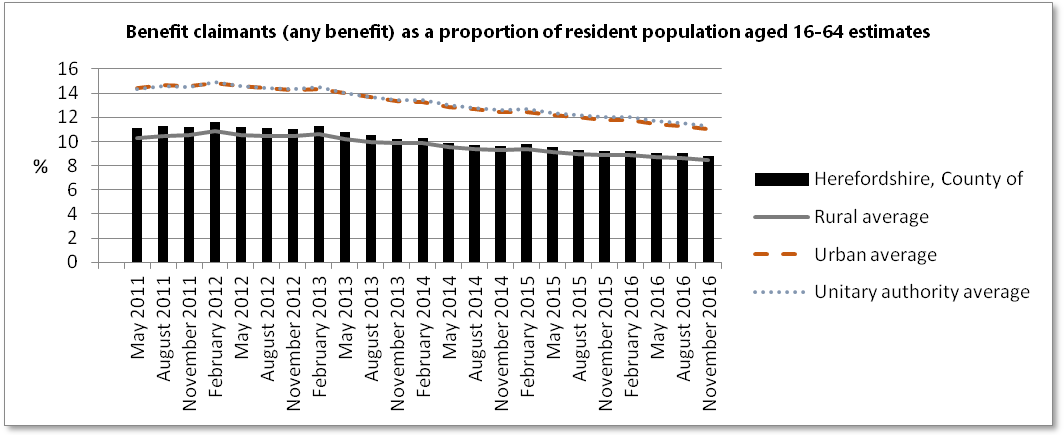 Benefit claimants (any benefit) as a proportion of resident population aged 16-64 estimates
16
14
12
10
8
6
4
2
0
%
May 2011
August 2011
November 2011
February 2012
May 2012
August 2012
November 2012
February 2013
May 2013
August 2013
November 2013
February 2014
May 2014
August 2014
November 2014
February 2015
May 2015
August 2015
November 2015
February 2016
May 2016
August 2016
November 2016
Herefordshire, County of
Rural average
Urban average
Unitary authority average